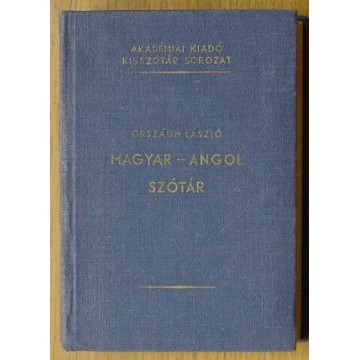 AKADÉMIAI KIADÓ
KISSZÓTÁR SOROZAT
ORSZÁGH LÁSZLÓ
MAGYAR – ANGOL
SZÓTÁR